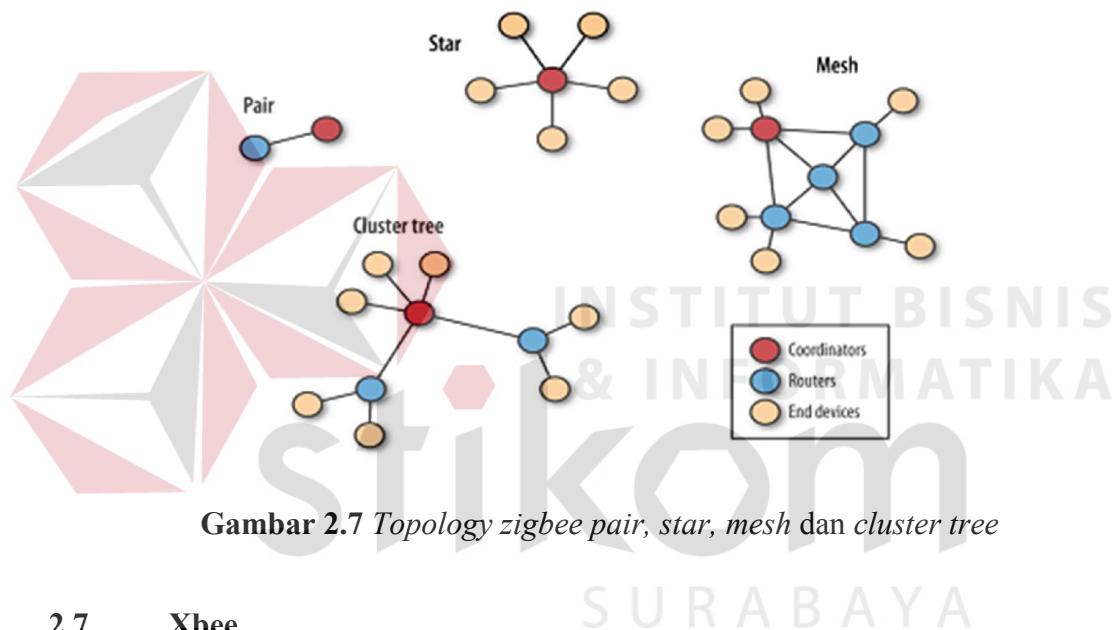 Star
Mesh
Pair
Cluster tree
INSTITUT BISNIS
& INFORMATIKA
Coordinators
Routers
End devices
stikom
Gambar 2.7 Topology zigbee pair, star, mesh dan cluster tree
SURABAYA
2.7 Xbee